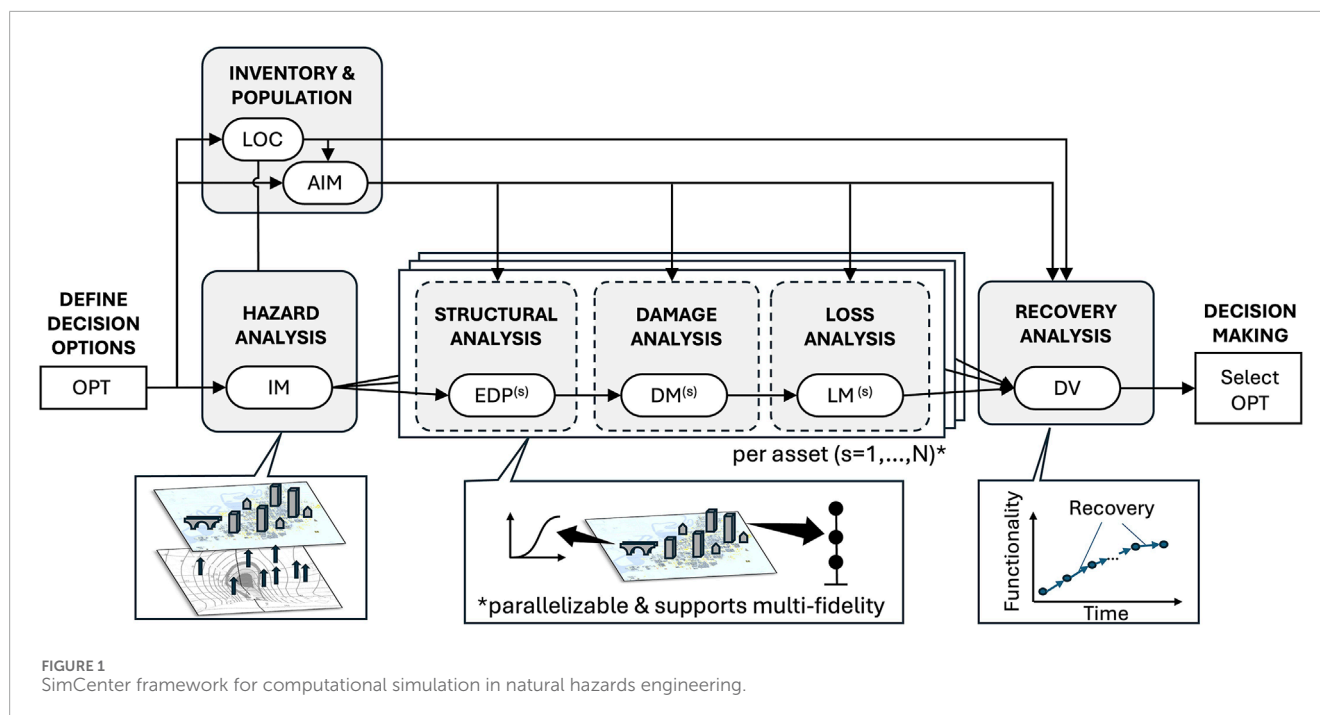 INVENTORY &
POPULATION
LOC
AIM
DEFINE
DECISION
OPTIONS
OPT
HAZARD
ANALYSIS
IM
STRUCTURAL
ANALYSIS
EDP(s)
DAMAGE
ANALYSIS
DM(s)
LOSS
ANALYSIS
LM (s)
per asset (s=1,...,N)*
RECOVERY
ANALYSIS
DV
DECISION
MAKING
Select
OPT
*parallelizable & supports multi-fidelity
Functionality
Recovery
...
Time
FIGURE 1
SimCenter framework for computational simulation in natural hazards engineering.